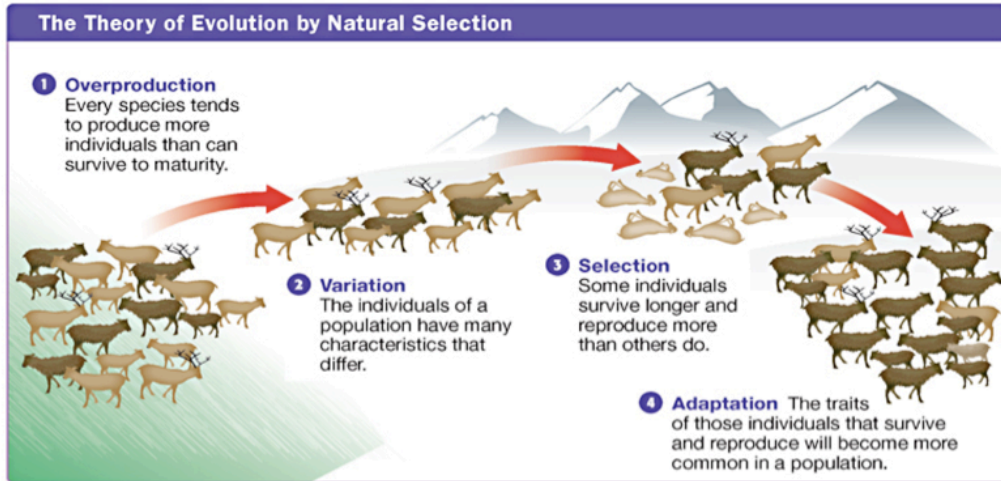 The Theory of Evolution by Natural Selection
1 Overproduction
Every species tends
to produce more
individuals than can
survive to maturity.
2 Variation
The individuals of a
population have many
characteristics that
differ.
3 Selection
Some individuals
survive longer and
reproduce more
than others do.
4 Adaptation The traits
of those individuals that survive
and reproduce will become more
common in a population.